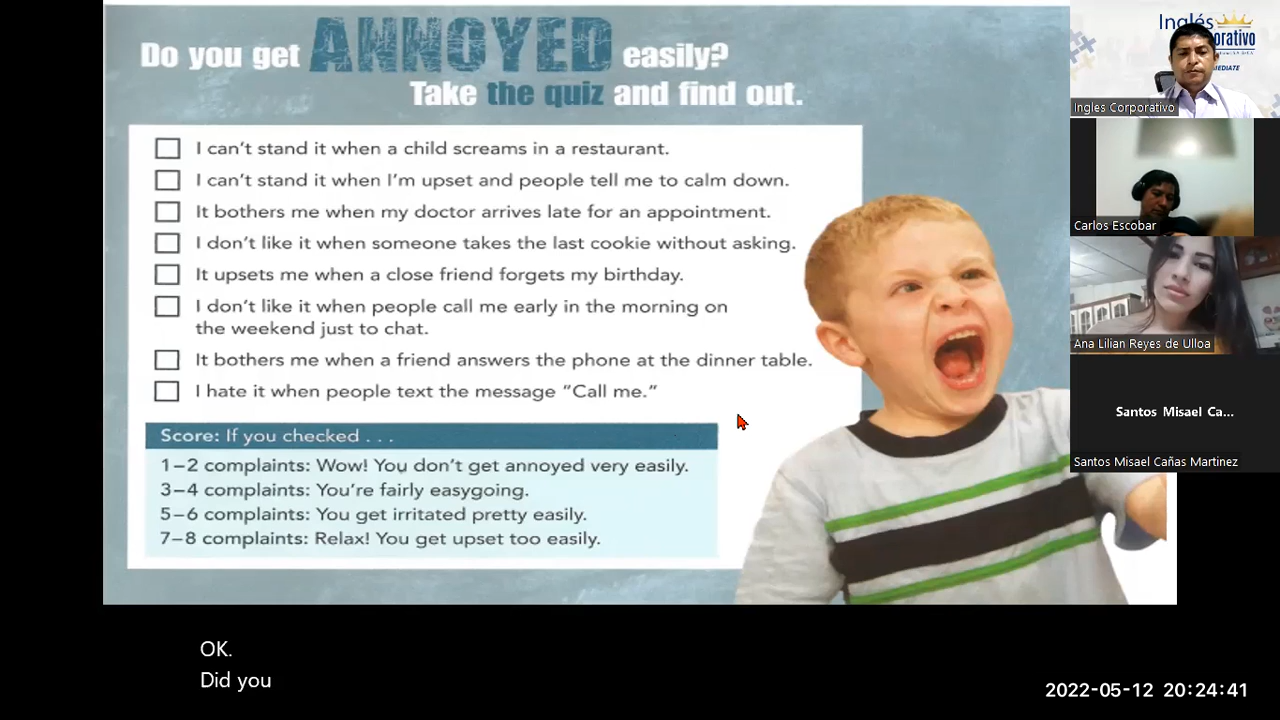 Do you get ANNOYED easily?
Take the quiz and find out.
I can't stand it when a child screams in a restaurant.
I can't stand it when I'm upset and people tell me to calm down.
It bothers me when my doctor arrives late for an appointment.
I don't like it when someone takes the last cookie without asking.
It upsets me when a close friend forgets my birthday.
I don't like it when people call me early in the morning on
the weekend just to chat.
It bothers me when a friend answers the phone at the dinner table.
I hate it when people text the message “Call me.”
Score: If you checked . . .
1–2 complaints: Wow! You don't get annoyed very easily.
3–4 complaints: You're fairly easygoing.
5–6 complaints: You get irritated pretty easily.
7–8 complaints: Relax! You get upset too easily.
Inglés
Ingles Corporativo
Carlos Escobar
Ana Lilian Reyes de Ulloa
Santos Misael Ca...
Santos Misael Cañas Martinez
OK.
Did you
2022-05-12 20:24:41